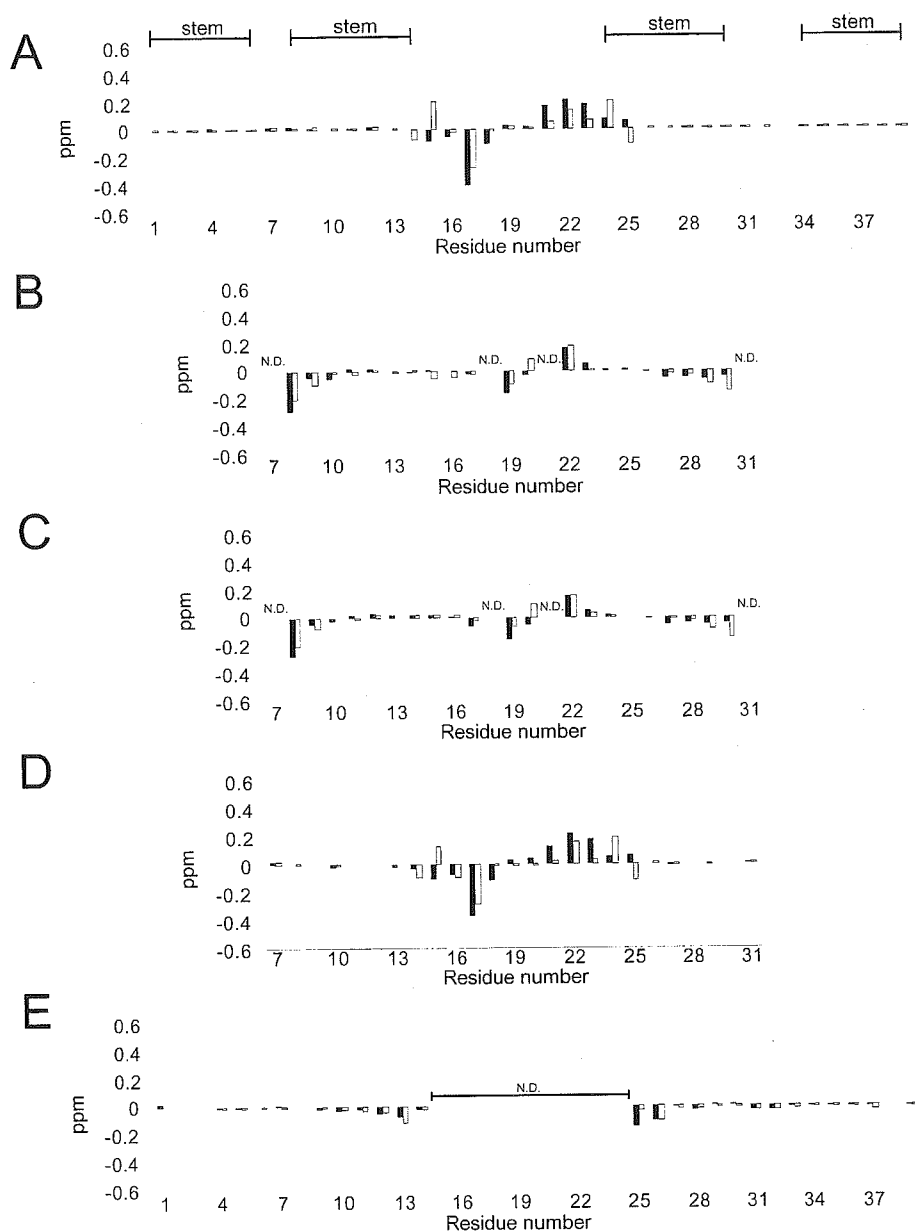 stem stem stem stem
A
0.6
0.4
0.2
0
-0.2
-0.4
-0.6
ppm
1 4 7 10 13 16 19 22 25 28 31 34 37
Residue number
B
0.6
0.4
0.2
0
-0.2
-0.4
-0.6
ppm
N.D. N.D. N.D. N.D.
7 10 13 16 19 22 25 28 31
Residue number
C
0.6
0.4
0.2
0
-0.2
-0.4
-0.6
ppm
N.D. N.D. N.D. N.D.
7 10 13 16 19 22 25 28 31
Residue number
D
0.6
0.4
0.2
0
-0.2
-0.4
-0.6
ppm
7 10 13 16 19 22 25 28 31
Residue number
E
0.6
0.4
0.2
0
-0.2
-0.4
-0.6
ppm
N.D.
1 4 7 10 13 16 19 22 25 28 31 34 37
Residue number